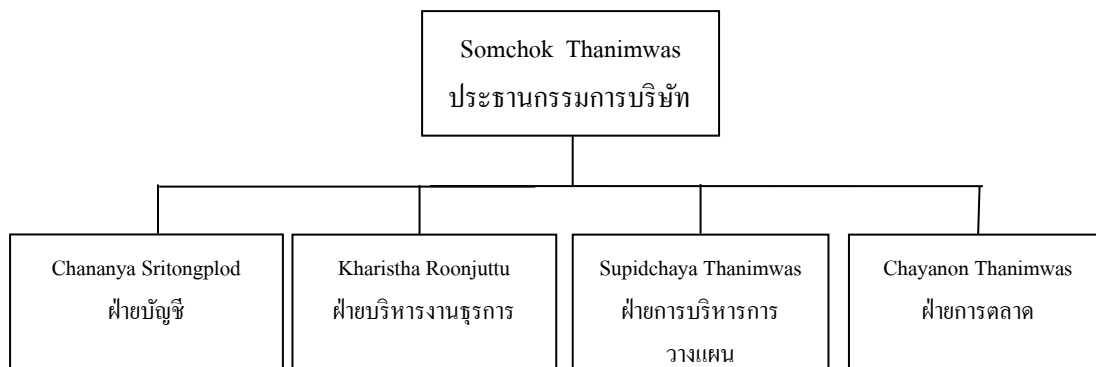 Somchok Thanimwas
ประธานกรรมการบริษัท
Chananya Sritongplod
ฝ่ายบัญชี
Kharistha Roonjuttu
ฝ่ายบริหารงานธุรการ
Supidchaya Thanimwas
ฝ่ายการบริหารการ
วางแผน
Chayanon Thanimwas
ฝ่ายการตลาด